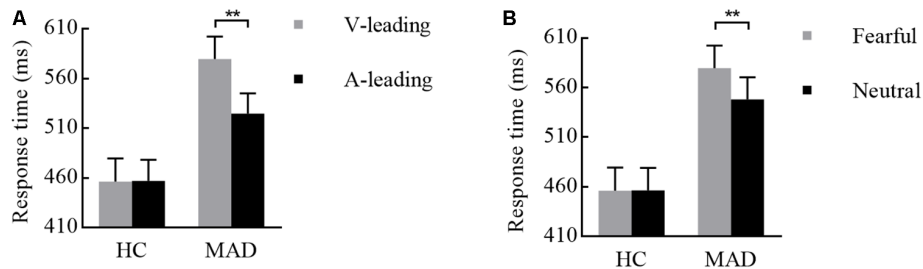 A
**
610
560
510
460
410
Response time (ms)
HC MAD
V-leading
A-leading
B
**
610
560
510
460
410
Response time (ms)
HC MAD
Fearful
Neutral